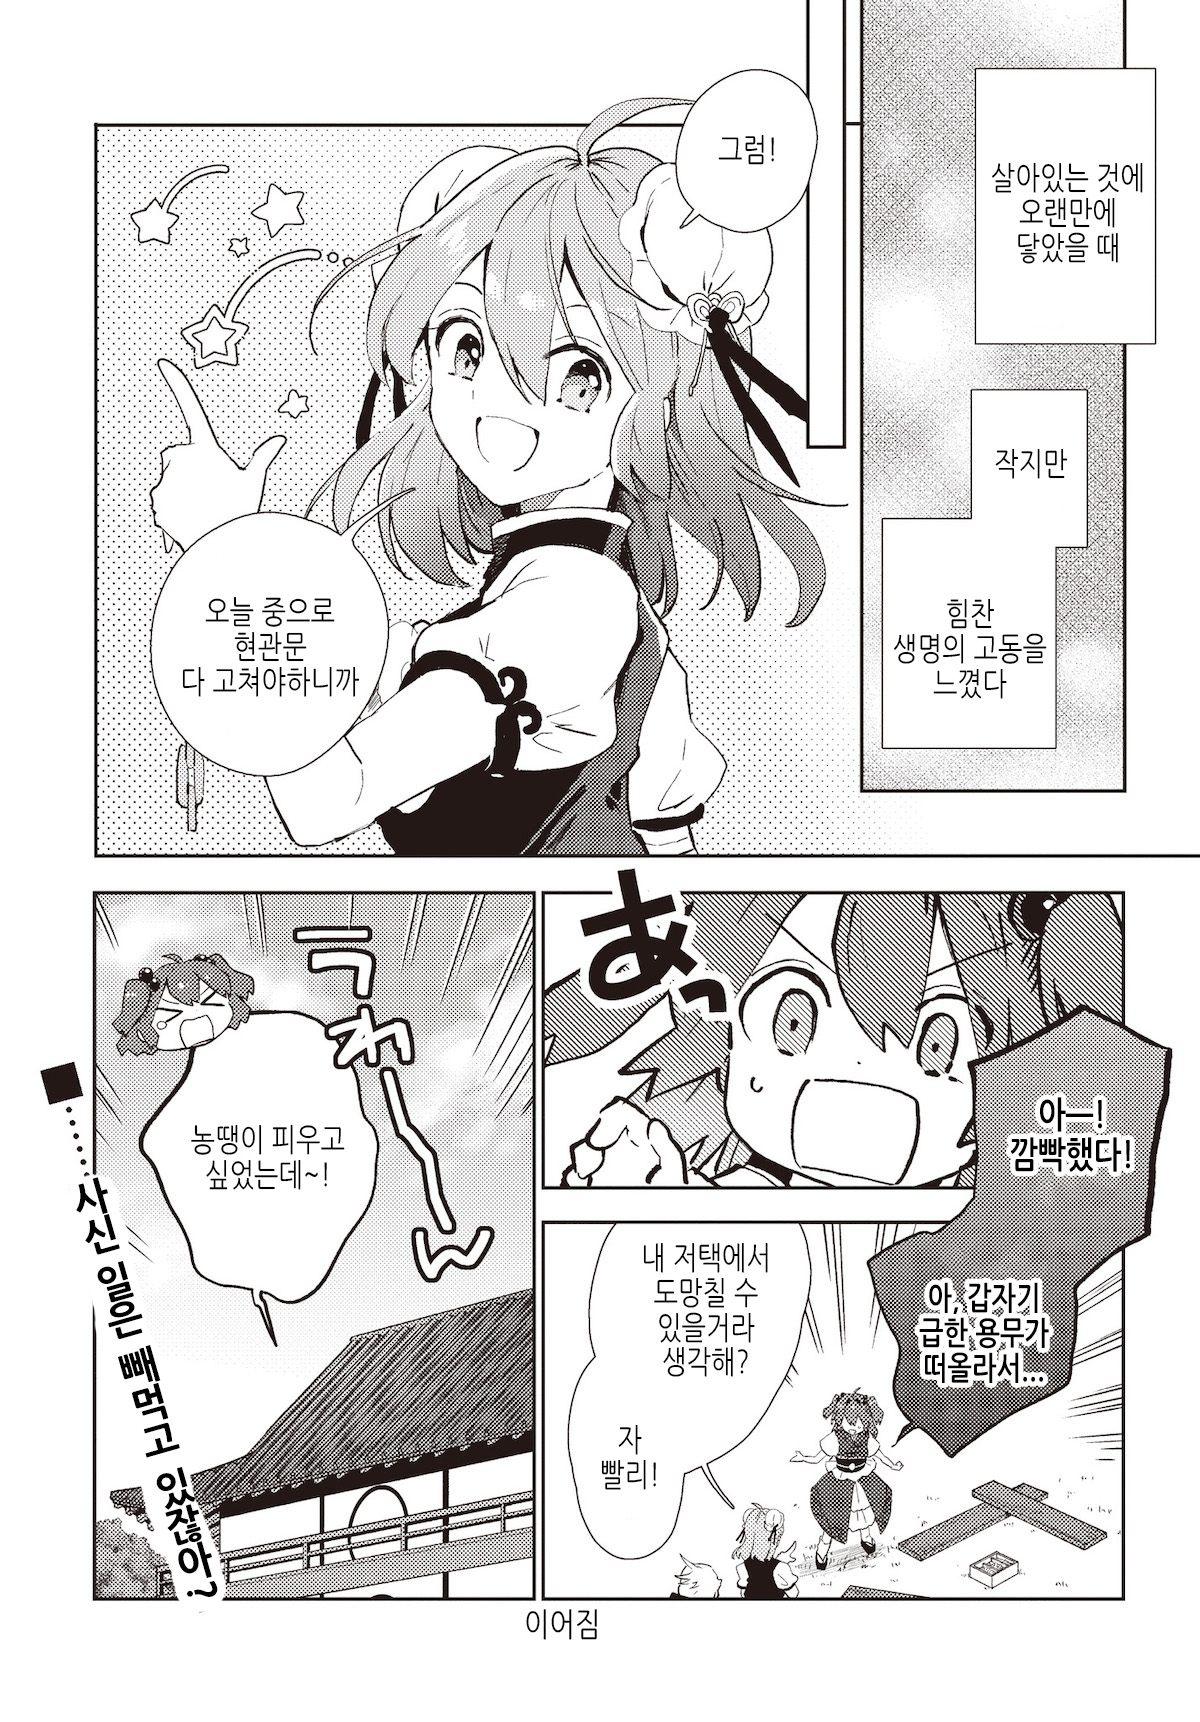 살아있는 것에
오랜만에
닿았을 때
작지만
힘찬
생명의 고동을
느꼈다
그럼!
오늘 중으로
현관문
다 고쳐야하니까
あっ
아―!
깜빡했다!
아, 갑자기
급한 용무가
떠올라서...
내 저택에서
도망칠 수
있을거라
생각해?
자
빨리!
うわーん
농땡이 피우고
싶었는데~!
■……사신 일은 빼먹고 있잖아?
이어짐